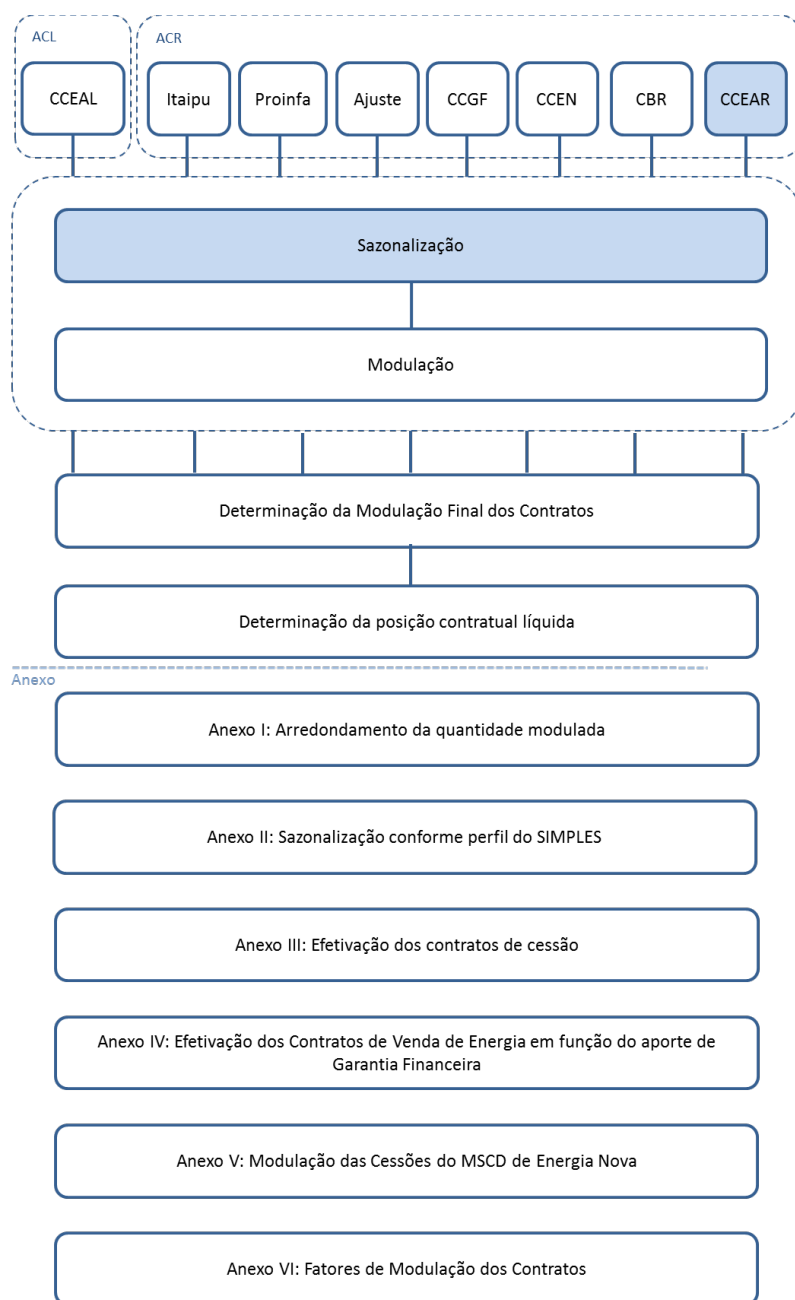 ACL
ACR
CCEAL
Itaipu
Proinfa
Ajuste
CCGF
CCEN
CBR
CCEAR
Sazonalização
Modulação
Determinação da Modulação Final dos Contratos
Determinação da posição contratual líquida
Anexo
Anexo I: Arredondamento da quantidade modulada
Anexo II: Sazonalização conforme perfil do SIMPLES
Anexo III: Efetivação dos contratos de cessão
Anexo IV: Efetivação dos Contratos de Venda de Energia em função do aporte de
Garantia Financeira
Anexo V: Modulação das Cessões do MSCD de Energia Nova
Anexo VI: Fatores de Modulação dos Contratos